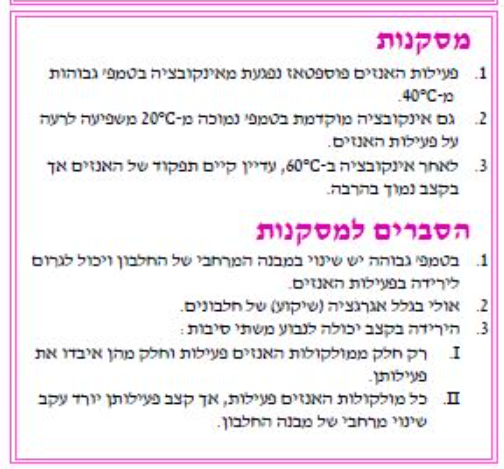 מסקנות
1. פעילות האנזים פוספטאז נפגעת מאינקובציה בטמפ' גבוהות
מ-40°C.
2. גם אינקובציה מוקדמת בטמפ' נמוכה מ-20°C משפיעה לרעה
על פעילות האנזים.
3. לאחר אינקובציה ב-60°C, עדיין קיים תפקוד של האנזים אך
בקצב נמוך בהרבה.
הסברים למסקנות
1. בטמפ' גבוהה יש שינוי במבנה המרחבי של החלבון ויכול לגרום
לירידה בפעילות האנזים.
2. אולי בגלל אגרגציה (שיקוע) של חלבונים.
3. הירידה בקצב יכולה לנבוע משתי סיבות :
I. רק חלק ממולקולות האנזים פעילות וחלק מהן איבדו את
פעילותן.
II. כל מולקולות האנזים פעילות, אך קצב פעילותן יורד עקב
שינוי מרחבי של מבנה החלבון.